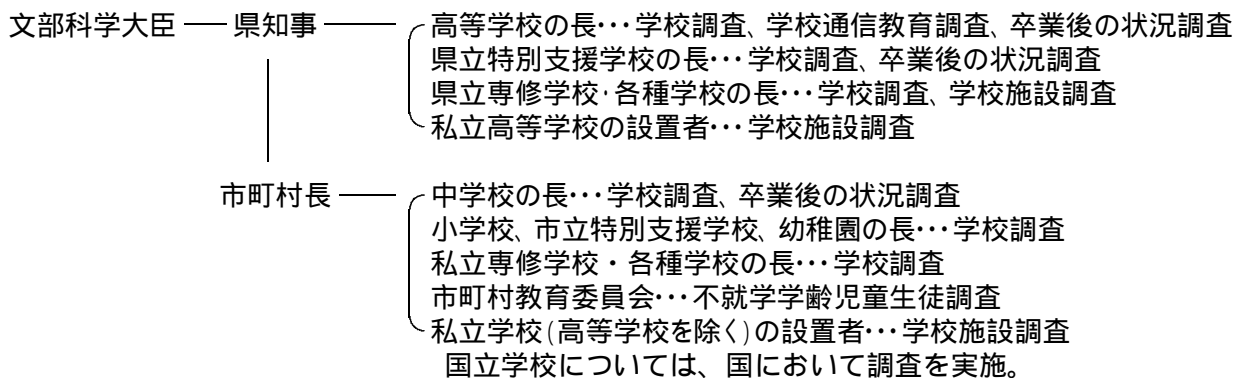 文部科学大臣 ── 県知事 ─── 高等学校の長･･･学校調査、学校通信教育調査、卒業後の状況調査
県立特別支援学校の長･･･学校調査、卒業後の状況調査
県立専修学校･各種学校の長･･･学校調査、学校施設調査
私立高等学校の設置者･･･学校施設調査
市町村長 ── 中学校の長･･･学校調査、卒業後の状況調査
小学校、市立特別支援学校、幼稚園の長･･･学校調査
私立専修学校・各種学校の長･･･学校調査
市町村教育委員会･･･不就学学齢児童生徒調査
私立学校(高等学校を除く)の設置者･･･学校施設調査
国立学校については、国において調査を実施。